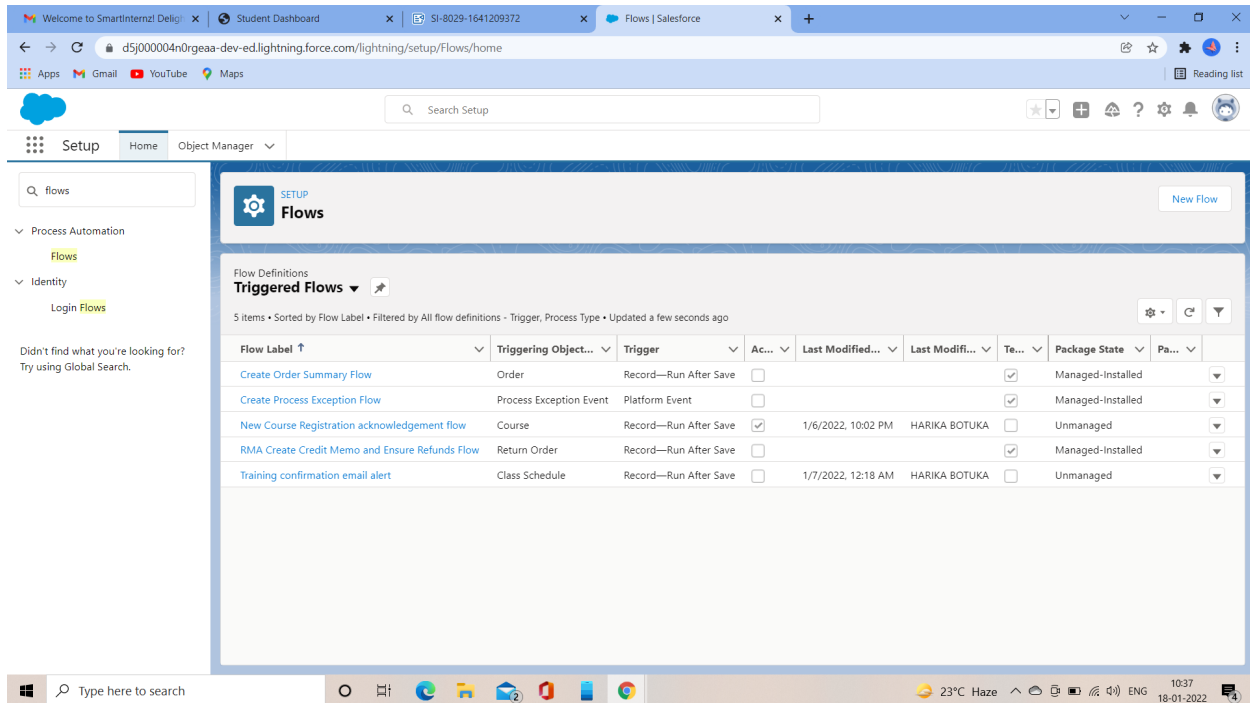 Welcome to SmartInternz! Deligh
Student Dashboard
SI-8029-1641209372
Flows | Salesforce
d5j000004n0rgeaa-dev-ed.lightning.force.com/lightning/setup/Flows/home
Apps Gmail YouTube Maps Reading list
Search Setup
Setup Home Object Manager
flows
Process Automation
Flows
Identity
Login Flows
Didn't find what you're looking for?
Try using Global Search.
SETUP
Flows
New Flow
Flow Definitions
Triggered Flows
5 items • Sorted by Flow Label • Filtered by All flow definitions - Trigger, Process Type • Updated a few seconds ago
Flow Label ↑ Triggering Object... Trigger Ac... Last Modified... Last Modifi... Te... Package State Pa...
Create Order Summary Flow Order Record—Run After Save Managed-Installed
Create Process Exception Flow Process Exception Event Platform Event Managed-Installed
New Course Registration acknowledgement flow Course Record—Run After Save 1/6/2022, 10:02 PM HARIKA BOTUKA Unmanaged
RMA Create Credit Memo and Ensure Refunds Flow Return Order Record—Run After Save Managed-Installed
Training confirmation email alert Class Schedule Record—Run After Save 1/7/2022, 12:18 AM HARIKA BOTUKA Unmanaged
Type here to search
2
23°C Haze
ENG
10:37
18-01-2022
4